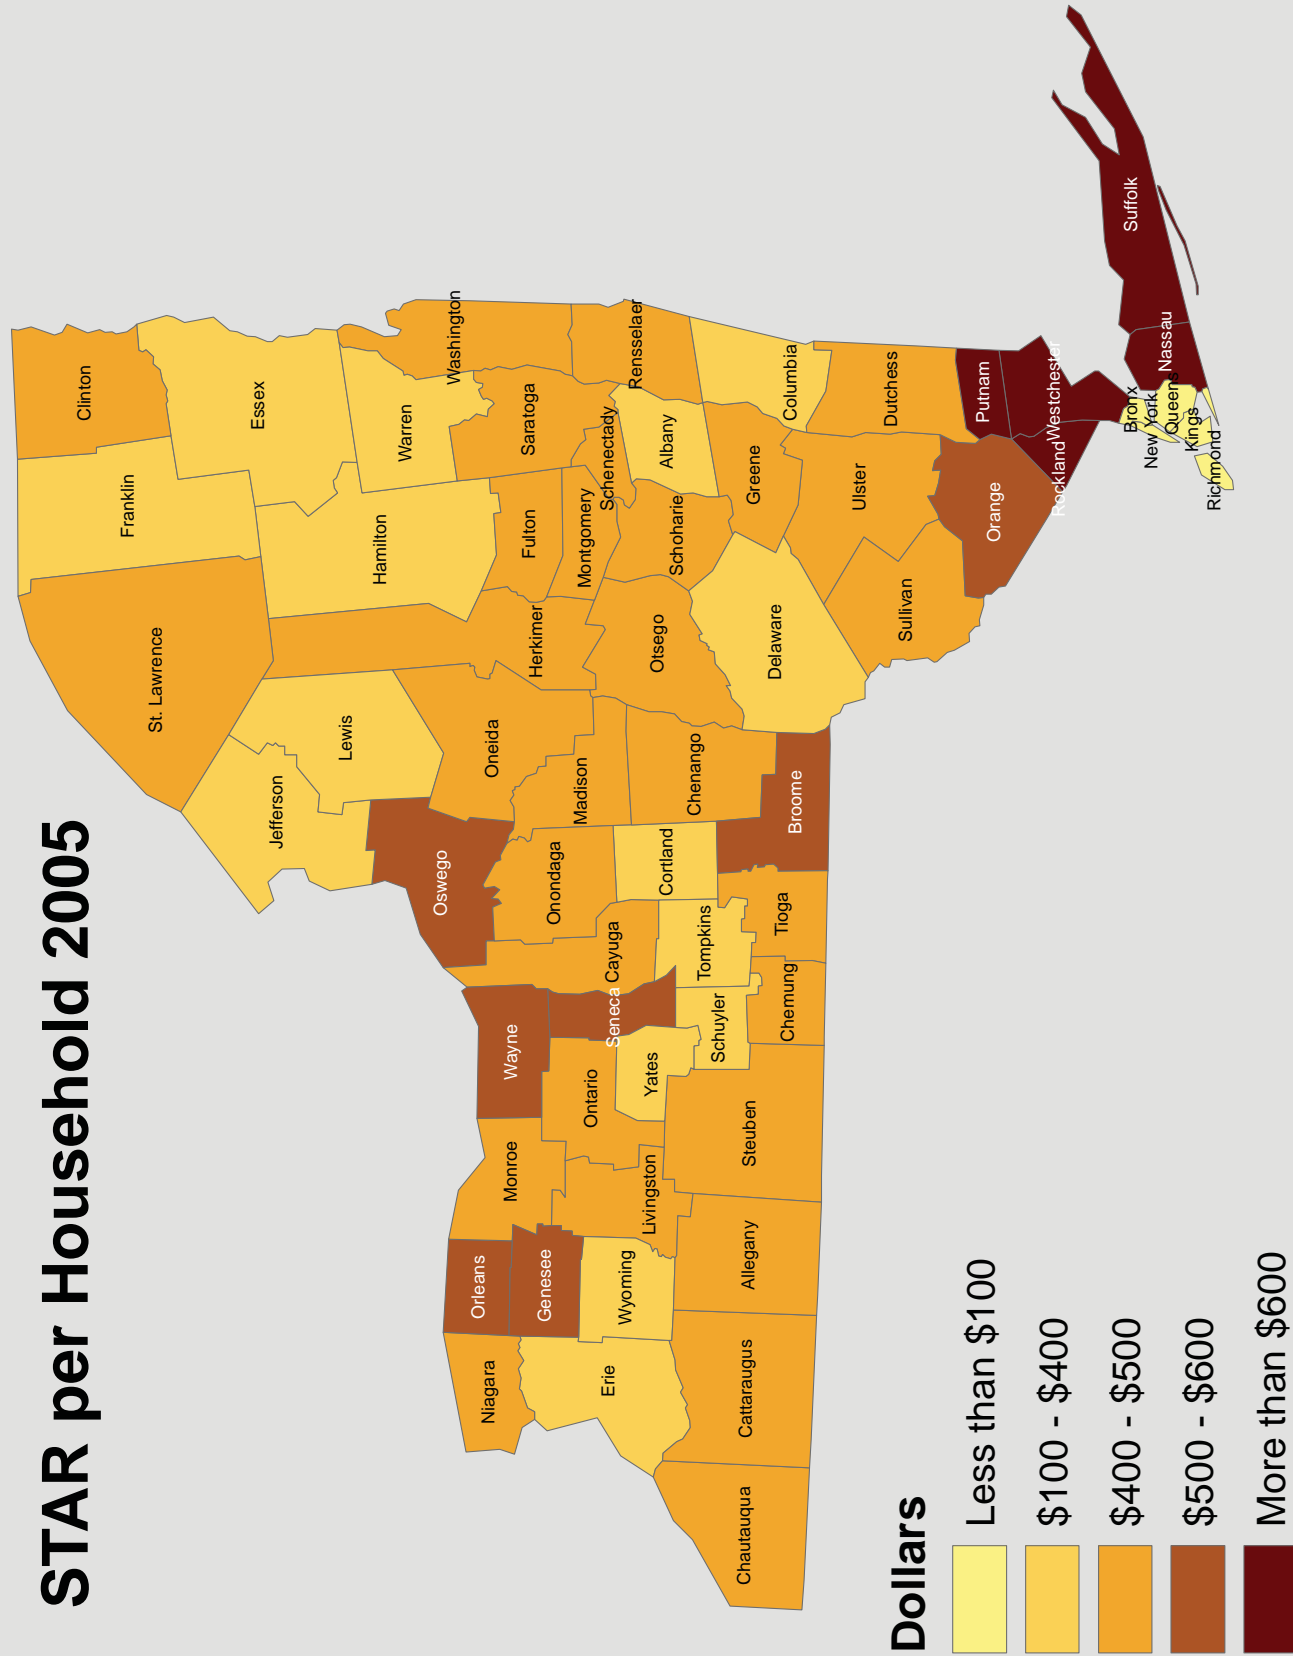 STAR per Household 2005
Clinton
Franklin
St. Lawrence
Essex
Hamilton
Warren
Washington
Lewis
Jefferson
Herkimer
Oneida
Oswego
Fulton
Saratoga
Montgomery
Schenectady
Rensselaer
Albany
Schoharie
Otsego
Madison
Onondaga
Cayuga
Seneca
Wayne
Ontario
Monroe
Orleans
Niagara
Genesee
Erie
Wyoming
Livingston
Yates
Schuyler
Tompkins
Cortland
Chenango
Greene
Columbia
Delaware
Broome
Tioga
Chemung
Steuben
Allegany
Cattaraugus
Chautauqua
Ulster
Dutchess
Sullivan
Orange
Putnam
Westchester
Rockland
Bronx
New York
Queens
Kings
Richmond
Nassau
Suffolk
Dollars
Less than $100
$100 - $400
$400 - $500
$500 - $600
More than $600